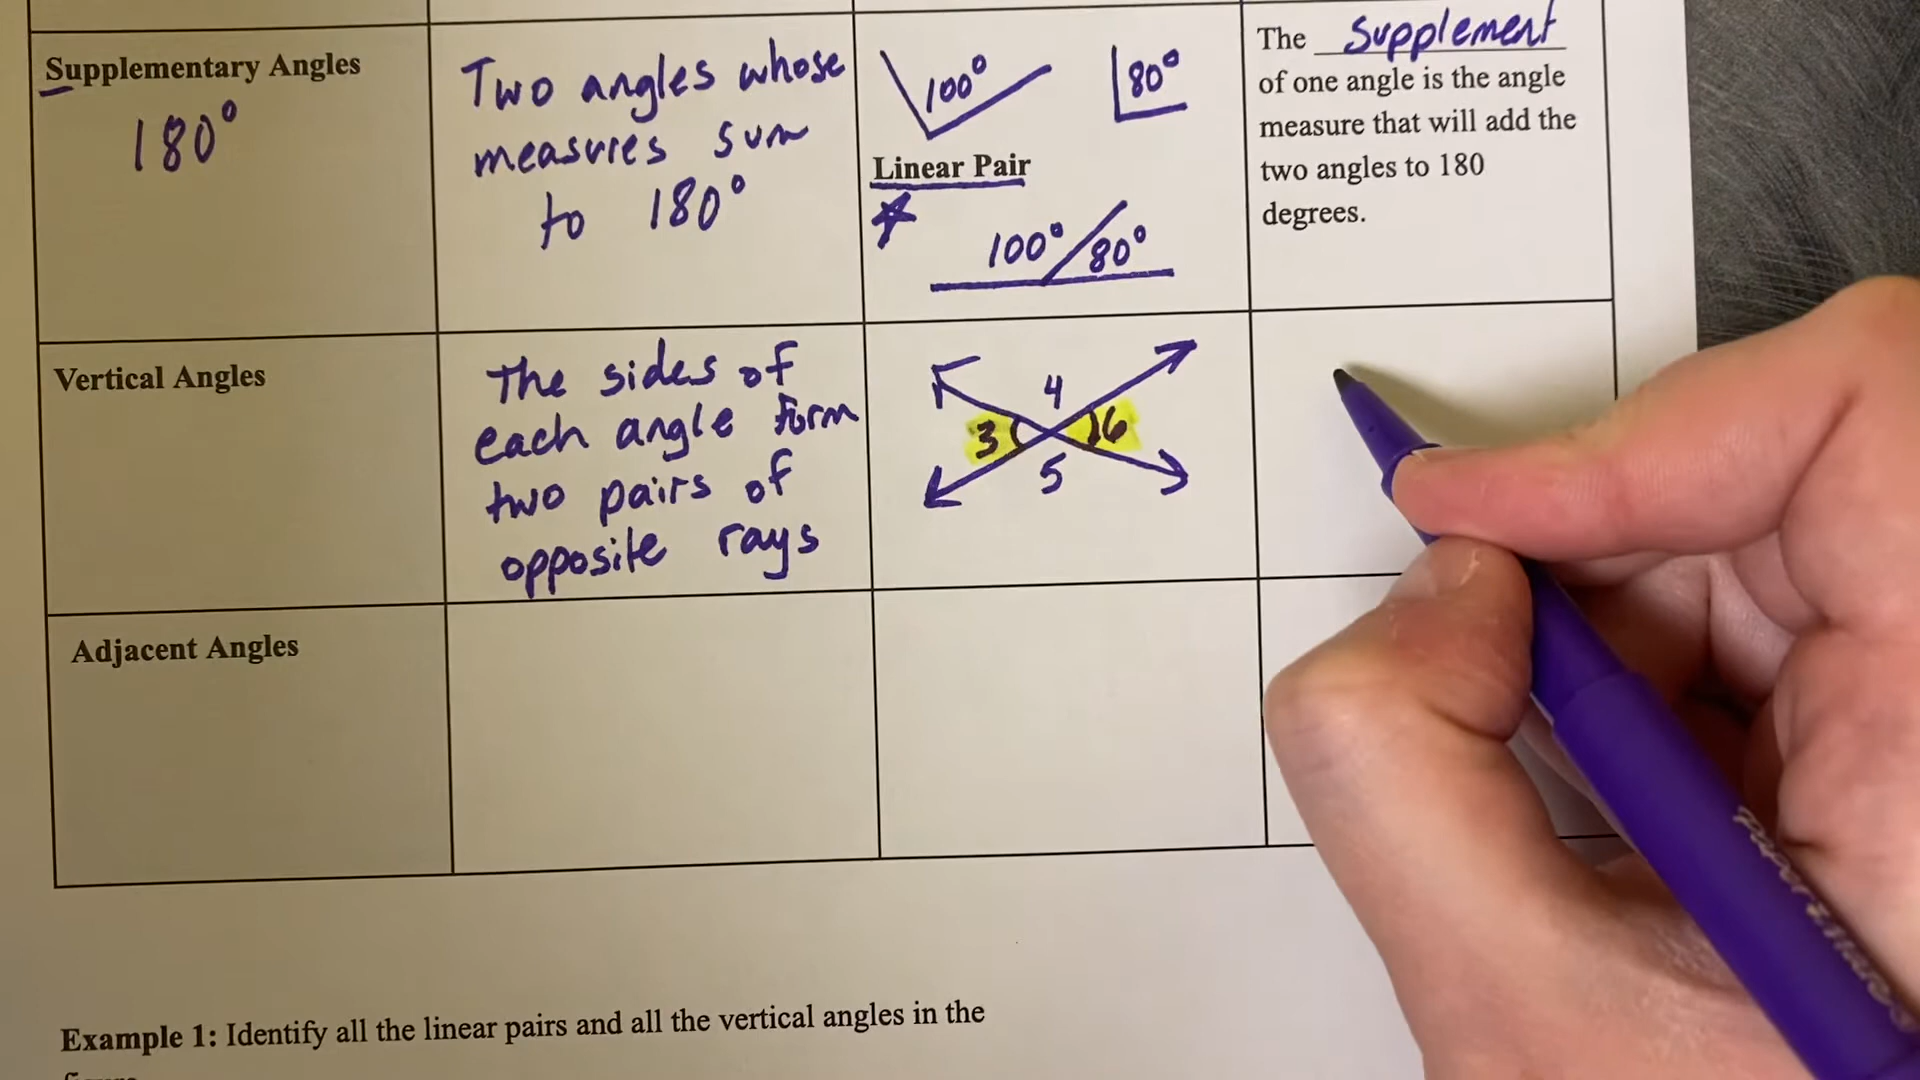 Supplementary Angles
180°
Two angles whose
measures sum
to 180°
100°
80°
Linear Pair
100° 80°
The Supplement
of one angle is the angle
measure that will add the
two angles to 180
degrees.
Vertical Angles
The sides of
each angle form
two pairs of
opposite rays
4
3 6
5
Adjacent Angles
Example 1: Identify all the linear pairs and all the vertical angles in the